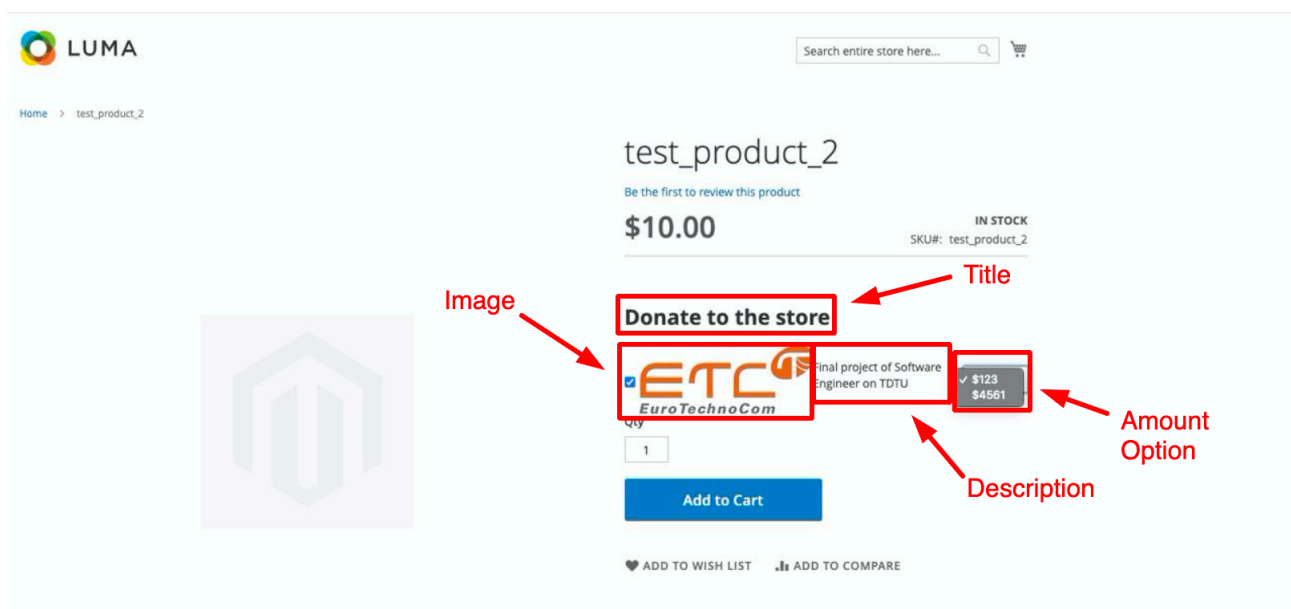 LUMA
Search entire store here...
Home > test_product_2
test_product_2
Be the first to review this product
$10.00
IN STOCK
SKU#: test_product_2
Title
Image
Donate to the store
ETC
EuroTechnoCom
Final project of Software
Engineer on TDTU
✓ $123
$4561
Amount
Option
Qty
1
Add to Cart
Description
ADD TO WISH LIST
ADD TO COMPARE